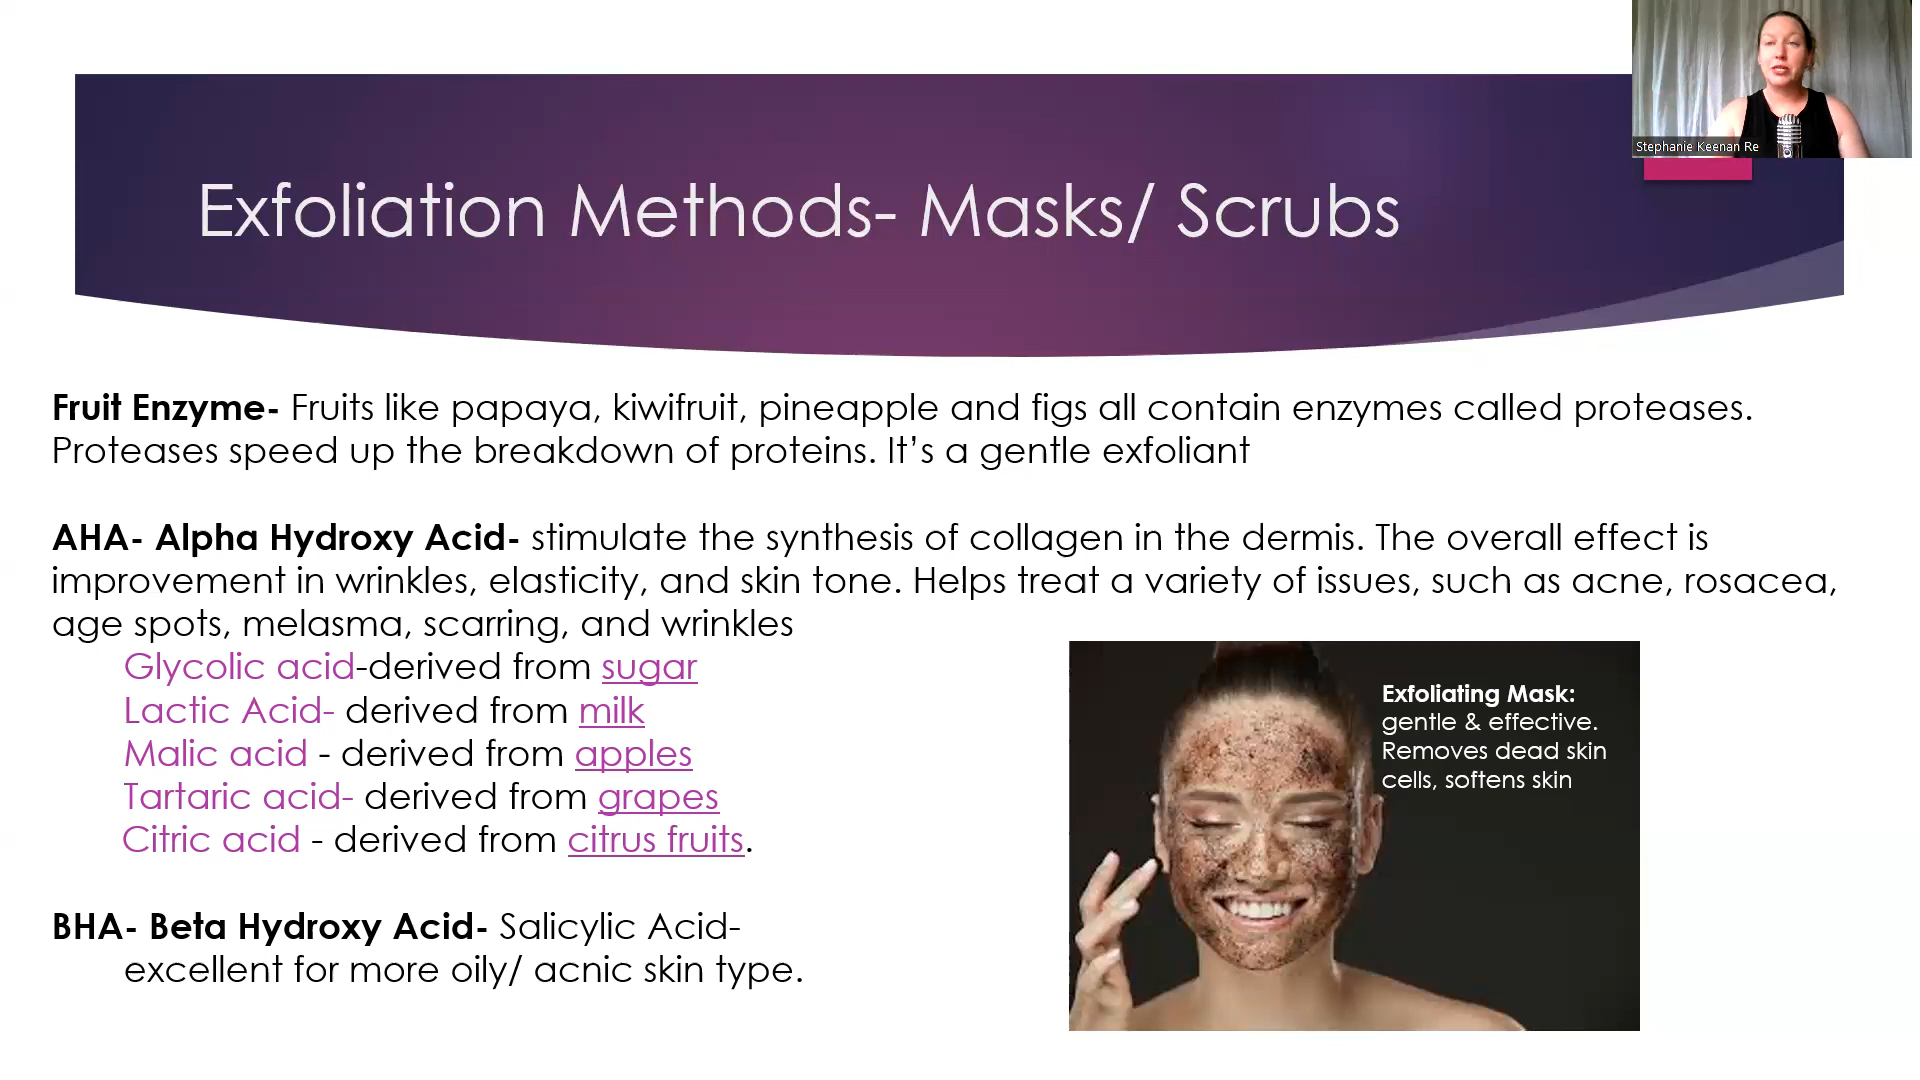 Stephanie Keenan Re
Exfoliation Methods- Masks/ Scrubs
Fruit Enzyme- Fruits like papaya, kiwifruit, pineapple and figs all contain enzymes called proteases.
Proteases speed up the breakdown of proteins. It’s a gentle exfoliant
AHA- Alpha Hydroxy Acid- stimulate the synthesis of collagen in the dermis. The overall effect is
improvement in wrinkles, elasticity, and skin tone. Helps treat a variety of issues, such as acne, rosacea,
age spots, melasma, scarring, and wrinkles
Glycolic acid-derived from sugar
Lactic Acid- derived from milk
Malic acid - derived from apples
Tartaric acid- derived from grapes
Citric acid - derived from citrus fruits.
BHA- Beta Hydroxy Acid- Salicylic Acid-
excellent for more oily/ acnic skin type.
Exfoliating Mask:
gentle & effective.
Removes dead skin
cells, softens skin